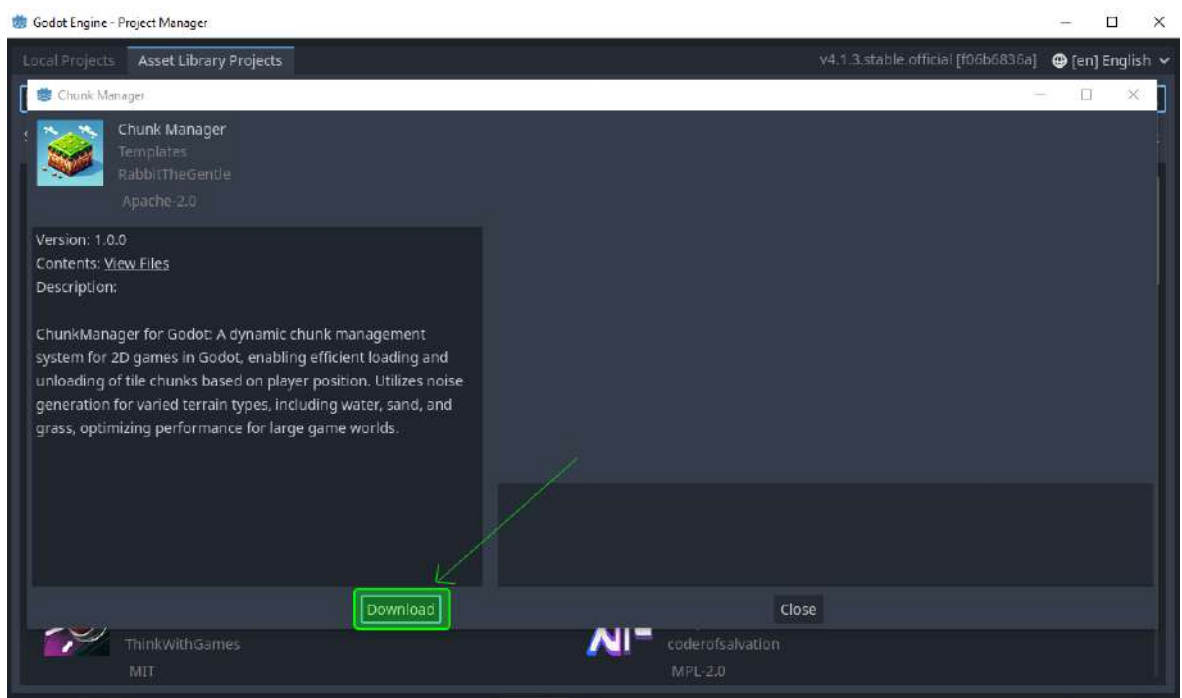 Godot Engine - Project Manager
Local Projects
Asset Library Projects
v4.1.3.stable.official [f06b6836a]
[en] English
Chunk Manager
Chunk Manager
Templates
RabbitTheGentle
Apache-2.0
Version: 1.0.0
Contents: View Files
Description:
ChunkManager for Godot: A dynamic chunk management
system for 2D games in Godot, enabling efficient loading and
unloading of tile chunks based on player position. Utilizes noise
generation for varied terrain types, including water, sand, and
grass, optimizing performance for large game worlds.
Download
Close
ThinkWithGames
MIT
coderofsalvation
MPL-2.0